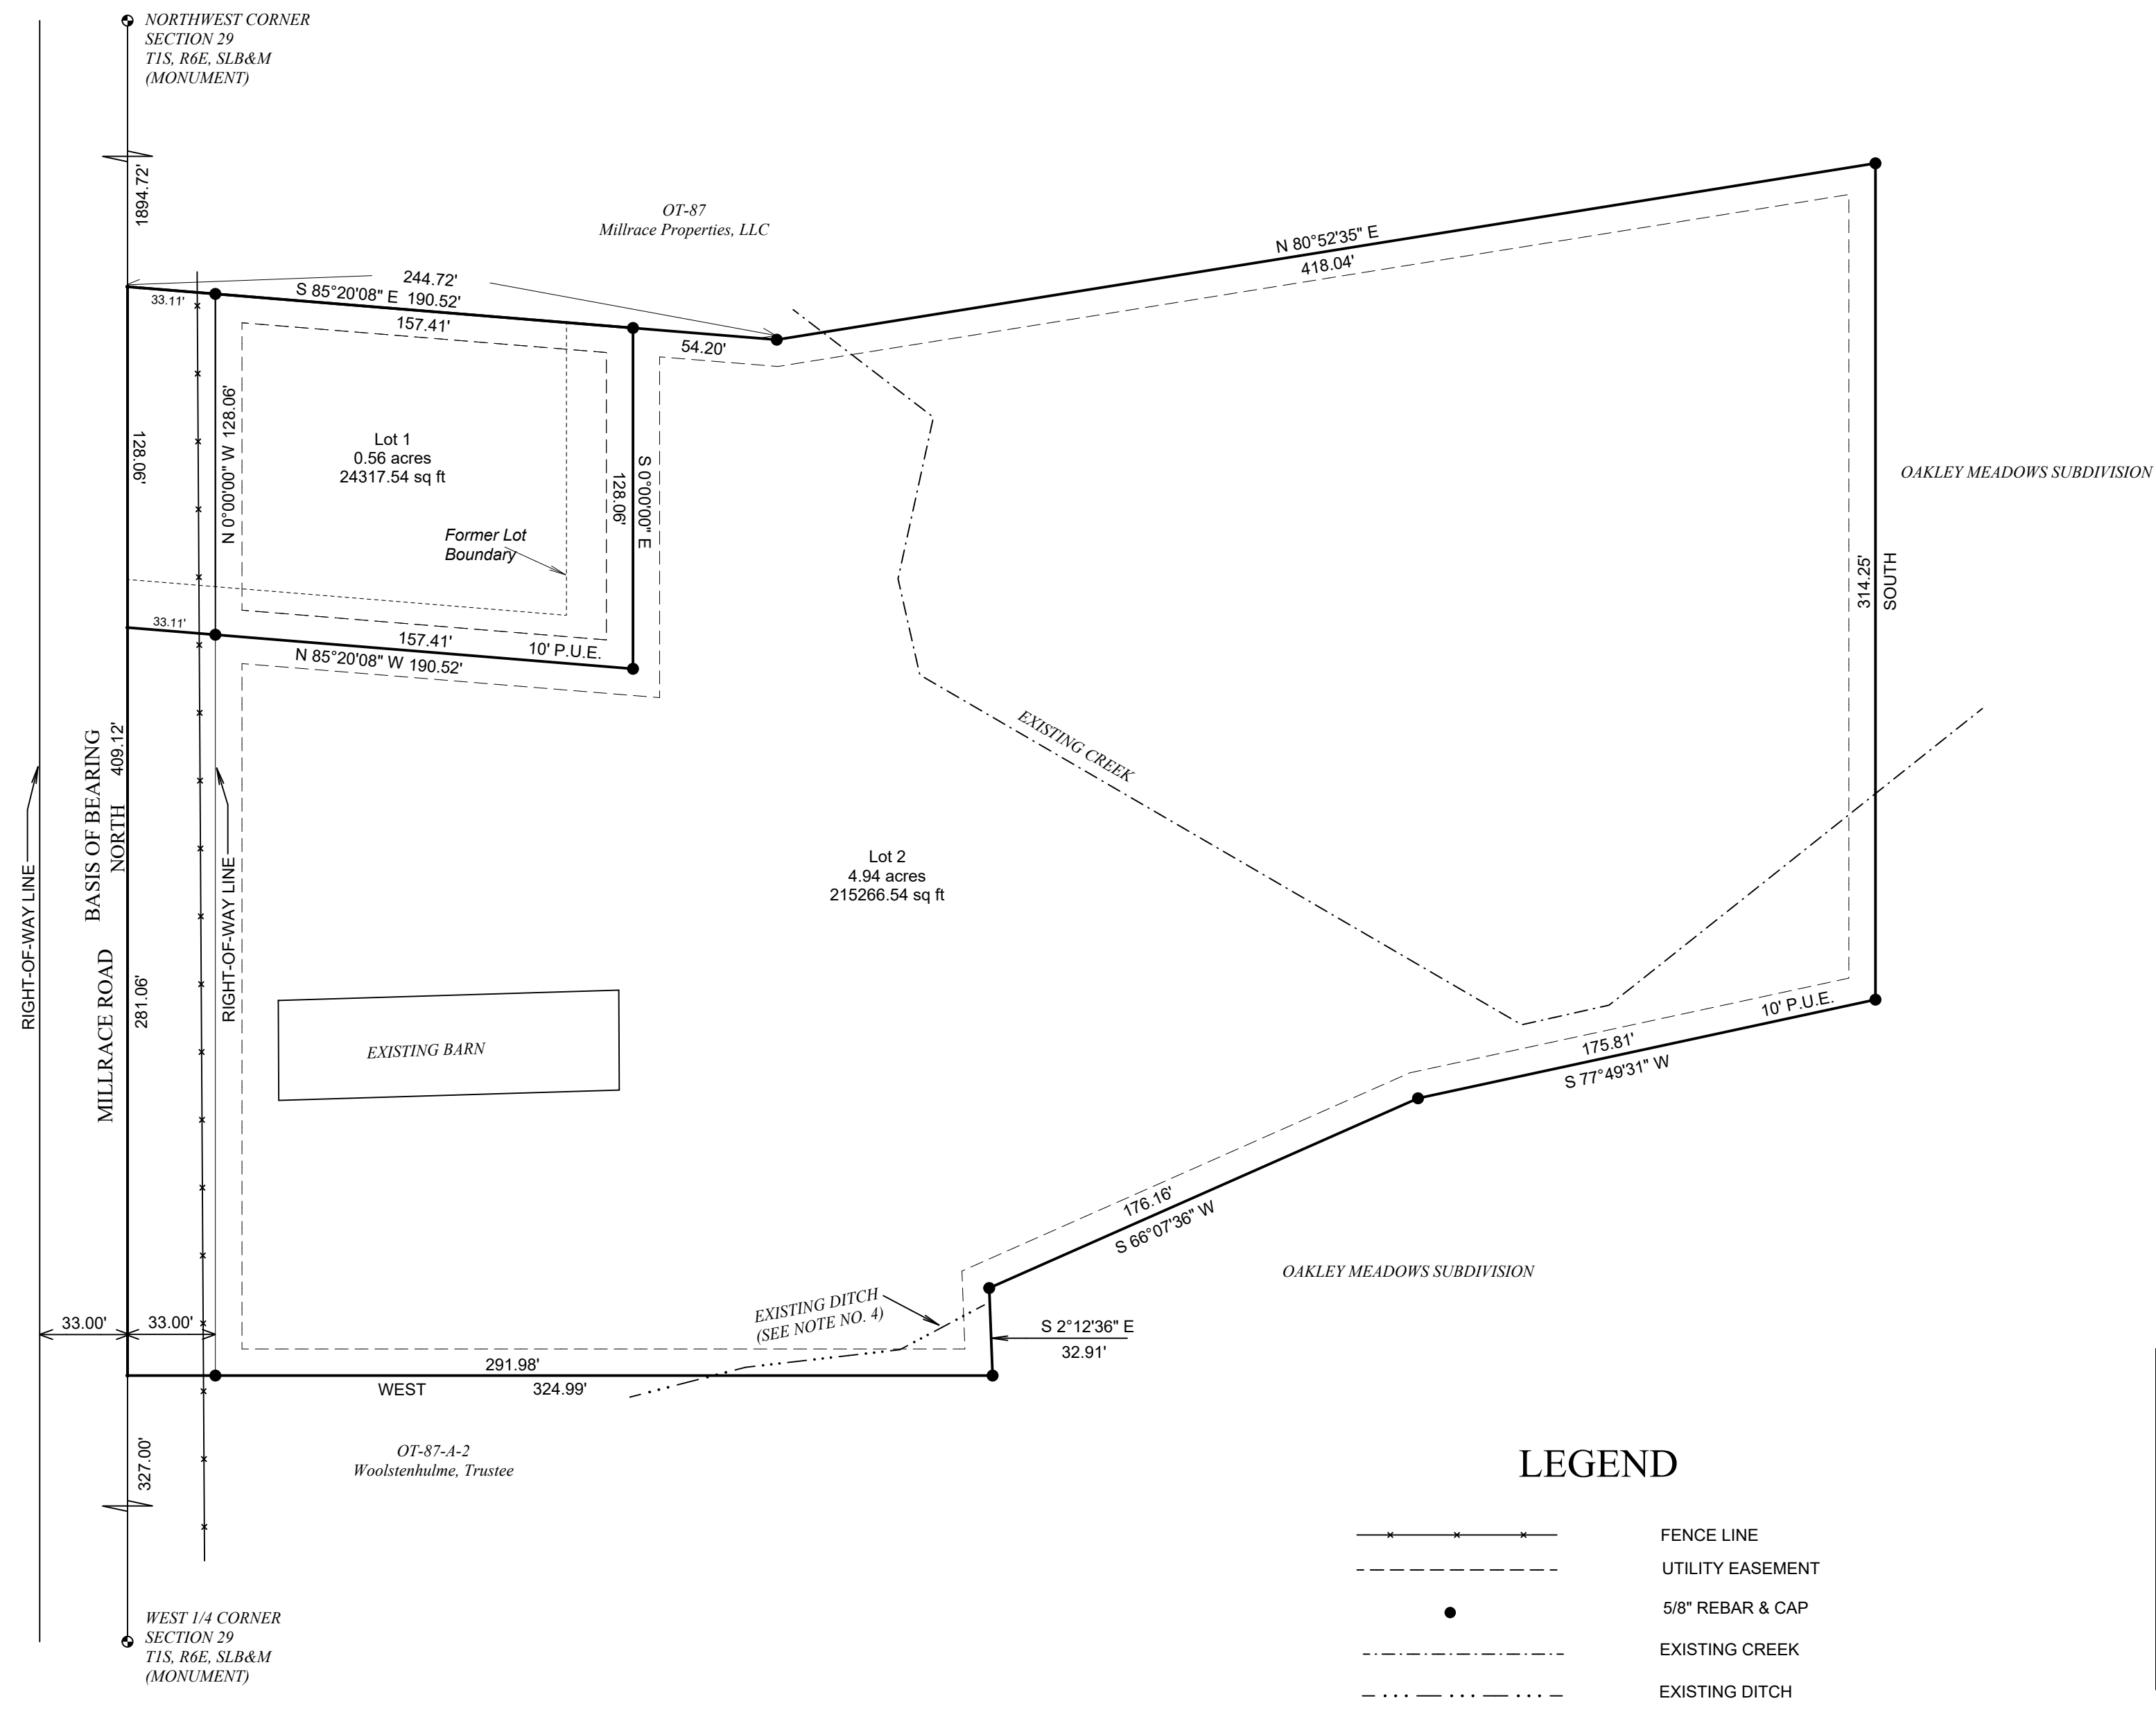 NORTHWEST CORNER
SECTION 29
T1S, R6E, SLB&M
(MONUMENT)
1894.72'
OT-87
Millrace Properties, LLC
N 80°52'35" E
418.04'
244.72'
33.11'
S 85°20'08" E 190.52'
157.41'
54.20'
128.06'
N 0°00'00" W 128.06'
Lot 1
0.56 acres
24317.54 sq ft
128.06'
S 0°00'00" E
Former Lot
Boundary
OAKLEY MEADOWS SUBDIVISION
314.25'
SOUTH
33.11'
157.41'
10' P.U.E.
N 85°20'08" W 190.52'
EXISTING CREEK
RIGHT-OF-WAY LINE
MILLRACE ROAD
BASIS OF BEARING
NORTH
409.12'
281.06'
RIGHT-OF-WAY LINE
Lot 2
4.94 acres
215266.54 sq ft
EXISTING BARN
10' P.U.E.
175.81'
S 77°49'31" W
176.16'
S 66°07'36" W
OAKLEY MEADOWS SUBDIVISION
EXISTING DITCH
(SEE NOTE NO. 4)
S 2°12'36" E
32.91'
33.00'
33.00'
291.98'
WEST
324.99'
327.00'
OT-87-A-2
Woolstenhulme, Trustee
WEST 1/4 CORNER
SECTION 29
T1S, R6E, SLB&M
(MONUMENT)
LEGEND
FENCE LINE
UTILITY EASEMENT
5/8" REBAR & CAP
EXISTING CREEK
EXISTING DITCH